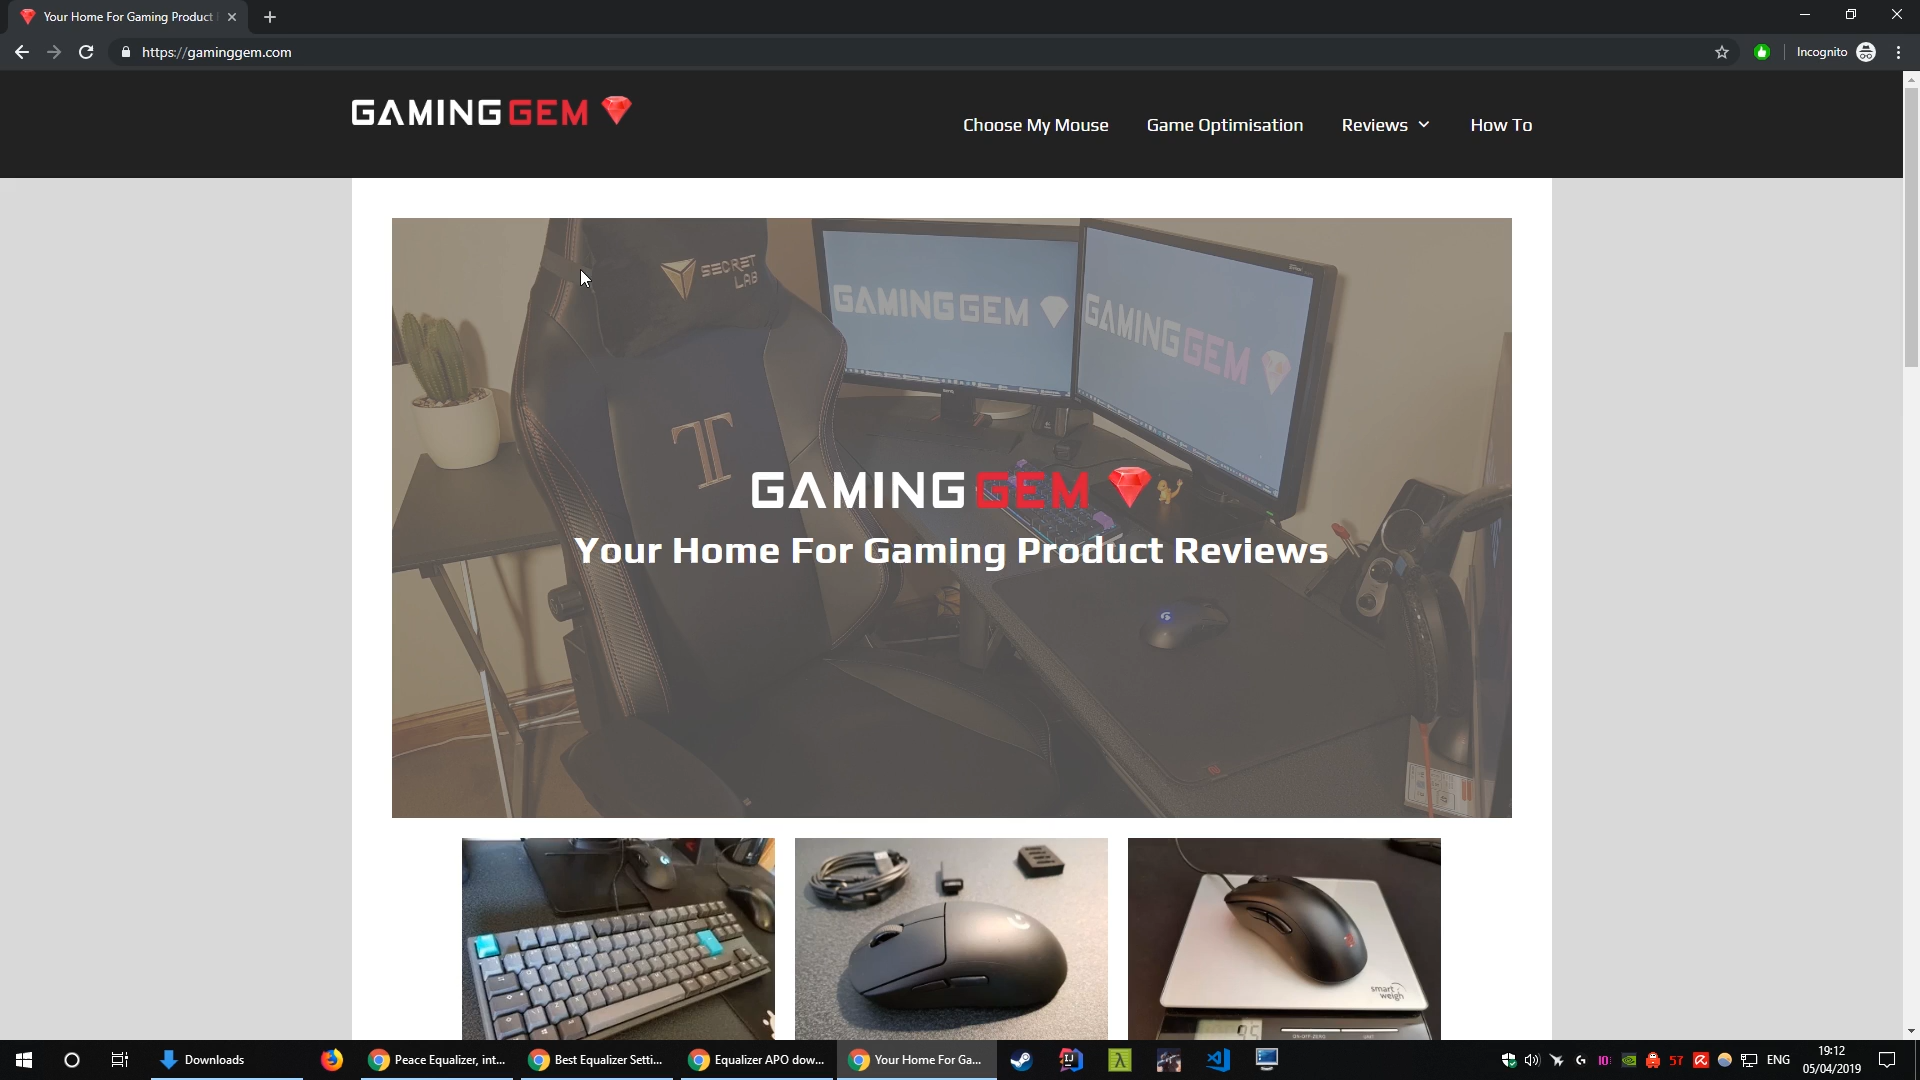 Your Home For Gaming Product
https://gaminggem.com
Incognito
GAMINGGEM
Choose My Mouse
Game Optimisation
Reviews
How To
SECRET
LAB
GAMINGGEM
GAMINGGEM
T
GAMINGGEM
Your Home For Gaming Product Reviews
smart
weigh
Downloads
Peace Equalizer, int...
Best Equalizer Setti...
Equalizer APO dow...
Your Home For Ga...
57
ENG
19:12
05/04/2019